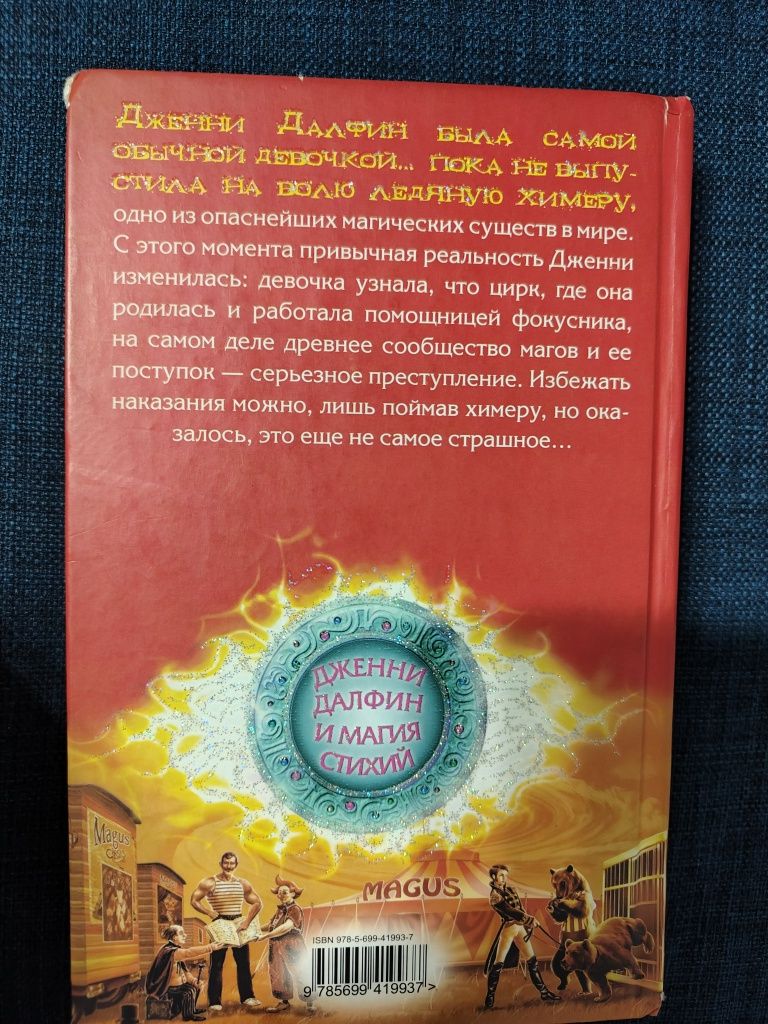 Дженни Далфин была самой
обычной девочкой... пока не выпу-
стила на волю ледяную химеру,
одно из опаснейших магических существ в мире.
С этого момента привычная реальность Дженни
изменилась: девочка узнала, что цирк, где она
родилась и работала помощницей фокусника,
на самом деле древнее сообщество магов и ее
поступок — серьезное преступление. Избежать
наказания можно, лишь поймав химеру, но ока-
залось, это еще не самое страшное...
ДЖЕННИ
ДАЛФИН
И МАГИЯ
СТИХИЙ
Magus
MAGUS
ISBN 978-5-699-41993-7
9 785699 419937>